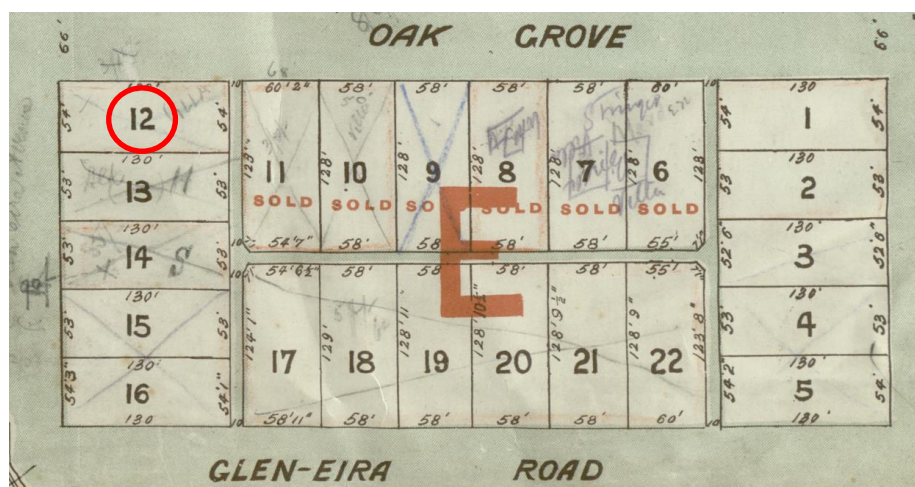 OAK GROVE
66' 66'
60'2" 58' 58' 58' 58' 60' 130
54' 12 54' 11 10 9 8 7 6 54' 1 54'
123' 128' 128' 128' 128' 128' 128'
130' 130
53' 13 53' 53 2 53'
SOLD SOLD SO SOLD SOLD SOLD
130' 130'
53' 14 53' E 52'6" 3 52'8"
54'7" 58' 58' 58' 58' 55'
54'6½" 58' 58' 58' 58' 55'
130' 130'
53' 15 53' 53' 4 53'
124'1" 129' 128'11" 128'10½" 128'9½" 128'9" 123'8"
17 18 19 20 21 22
130' 130'
54'3" 16 54'1" 54'2 5 54'
130 58'11" 58' 58' 58' 58' 60' 130'
GLEN-EIRA ROAD